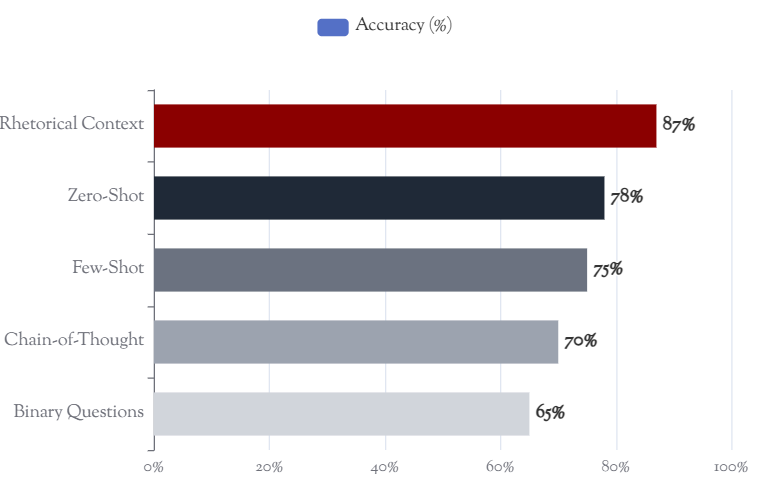 Accuracy (%)
Rhetorical Context 87%
Zero-Shot 78%
Few-Shot 75%
Chain-of-Thought 70%
Binary Questions 65%
0% 20% 40% 60% 80% 100%